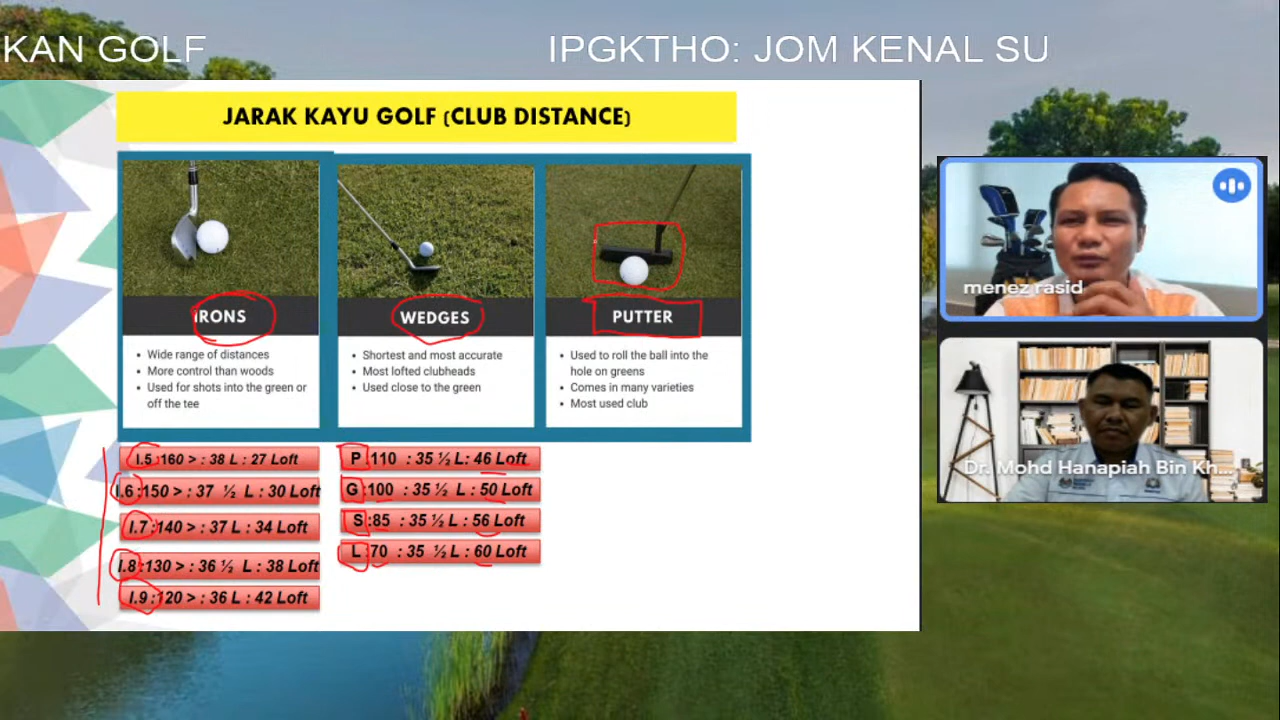 KAN GOLF
IPGKTHO: JOM KENAL SU
JARAK KAYU GOLF (CLUB DISTANCE)
IRONS
• Wide range of distances
• More control than woods
• Used for shots into the green or
off the tee
WEDGES
• Shortest and most accurate
• Most lofted clubheads
• Used close to the green
PUTTER
• Used to roll the ball into the
hole on greens
• Comes in many varieties
• Most used club
I.5 :160 > : 38 L : 27 Loft
I.6 :150 > : 37 ½ L : 30 Loft
I.7 :140 > : 37 L : 34 Loft
I.8 :130 > : 36 ½ L : 38 Loft
I.9 :120 > : 36 L : 42 Loft
P :110 : 35 ½ L : 46 Loft
G :100 : 35 ½ L : 50 Loft
S :85 : 35 ½ L : 56 Loft
L :70 : 35 ½ L : 60 Loft
menez rasid
Dr. Mohd Hanapiah Bin Kh...